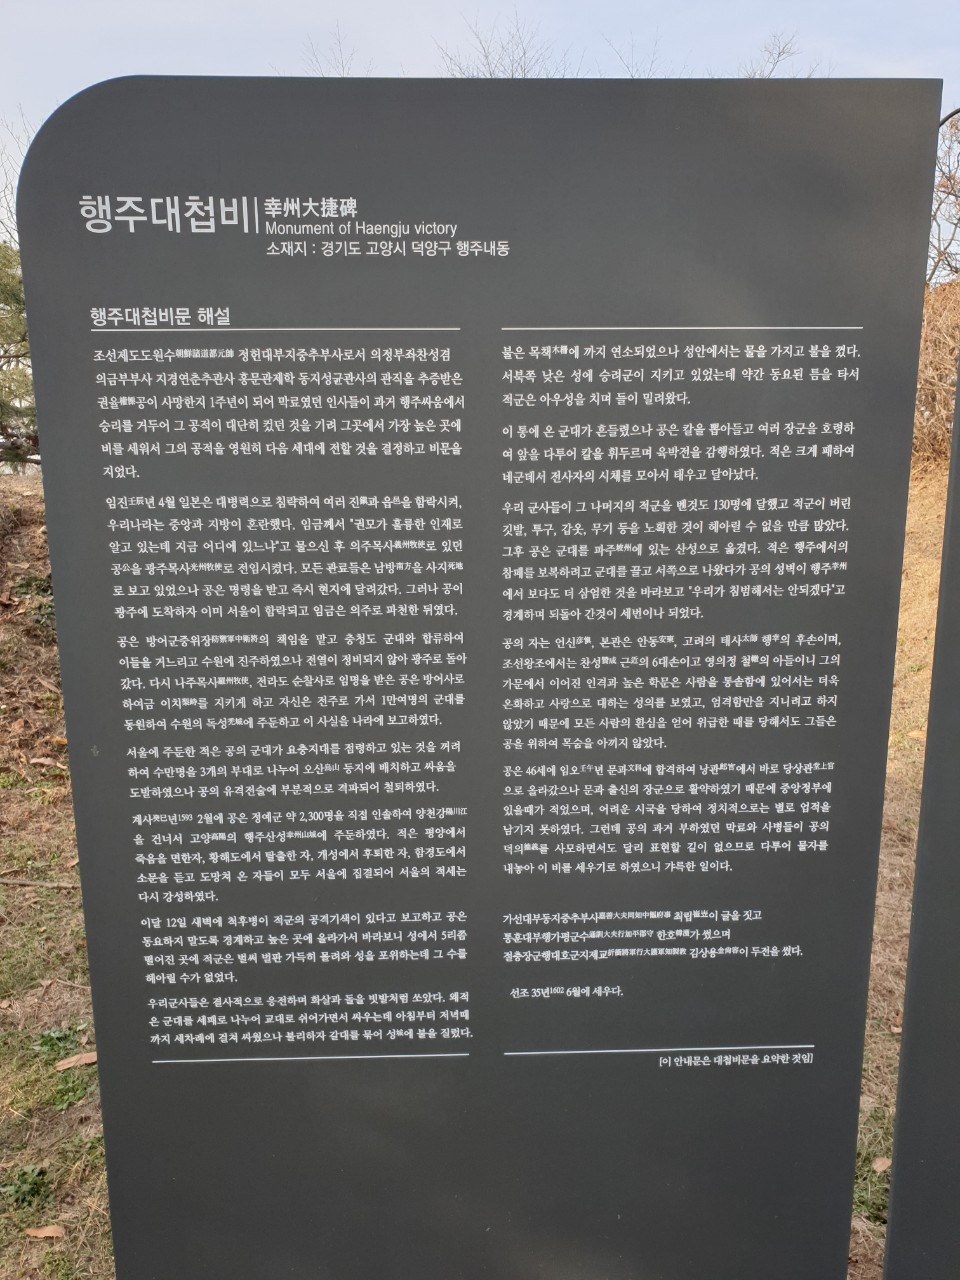 행주대첩비
幸州大捷碑
Monument of Haengju victory
소재지 : 경기도 고양시 덕양구 행주내동
행주대첩비문 해설
조선제도도원수朝鮮諸道都元帥 정헌대부지중추부사로서 의정부좌찬성겸
의금부부사 지경연춘추관사 홍문관제학 동지성균관사의 관직을 추증받은
권율權慄공이 사망한지 1주년이 되어 막료였던 인사들이 과거 행주싸움에서
승리를 거두어 그 공적이 대단히 컸던 것을 기려 그곳에서 가장 높은 곳에
비를 세워서 그의 공적을 영원히 다음 세대에 전할 것을 결정하고 비문을
지었다.
임진壬辰년 4월 일본은 대병력으로 침략하여 여러 진鎭과 읍邑을 함락시켜,
우리나라는 중앙과 지방이 혼란했다. 임금께서 "권모가 훌륭한 인재로
알고 있는데 지금 어디에 있느냐"고 물으신 후 의주목사義州牧使로 있던
공公을 광주목사光州牧使로 전임시켰다. 모든 관료들은 남방南方을 사지死地
로 보고 있었으나 공은 명령을 받고 즉시 현지에 달려갔다. 그러나 공이
광주에 도착하자 이미 서울이 함락되고 임금은 의주로 파천한 뒤였다.
공은 방어군중위장防禦軍中衛將의 책임을 맡고 충청도 군대와 합류하여
이들을 거느리고 수원에 진주하였으나 전열이 정비되지 않아 광주로 돌아
갔다. 다시 나주목사羅州牧使, 전라도 순찰사로 임명을 받은 공은 방어사로
하여금 이치梨峙를 지키게 하고 자신은 전주로 가서 1만여명의 군대를
동원하여 수원의 독성禿城에 주둔하고 이 사실을 나라에 보고하였다.
서울에 주둔한 적은 공의 군대가 요충지대를 점령하고 있는 것을 꺼려
하여 수만명을 3개의 부대로 나누어 오산烏山 등지에 배치하고 싸움을
도발하였으나 공의 유격전술에 부분적으로 격파되어 철퇴하였다.
계사癸巳년1593 2월에 공은 정예군 약 2,300명을 직접 인솔하여 양천강陽川江
을 건너서 고양高陽의 행주산성幸州山城에 주둔하였다. 적은 평양에서
죽음을 면한자, 황해도에서 탈출한 자, 개성에서 후퇴한 자, 함경도에서
소문을 듣고 도망쳐 온 자들이 모두 서울에 집결되어 서울의 적세는
다시 강성하였다.
이달 12일 새벽에 척후병이 적군의 공격기색이 있다고 보고하고 공은
동요하지 말도록 경계하고 높은 곳에 올라가서 바라보니 성에서 5리쯤
떨어진 곳에 적군은 벌써 벌판 가득히 몰려와 성을 포위하는데 그 수를
헤아릴 수가 없었다.
우리군사들은 결사적으로 응전하며 화살과 돌을 빗발처럼 쏘았다. 왜적
은 군대를 세패로 나누어 교대로 쉬어가면서 싸우는데 아침부터 저녁때
까지 세차례에 걸쳐 싸웠으나 불리하자 갈대를 묶어 성城에 불을 질렀다.
불은 목책木柵에 까지 연소되었으나 성안에서는 물을 가지고 불을 껐다.
서북쪽 낮은 성에 승려군이 지키고 있었는데 약간 동요된 틈을 타서
적군은 아우성을 치며 들이 밀려왔다.
이 통에 온 군대가 흔들렸으나 공은 칼을 뽑아들고 여러 장군을 호령하
여 앞을 다투어 칼을 휘두르며 육박전을 감행하였다. 적은 크게 패하여
네군데서 전사자의 시체를 모아서 태우고 달아났다.
우리 군사들이 그 나머지의 적군을 벤것도 130명에 달했고 적군이 버린
깃발, 투구, 갑옷, 무기 등을 노획한 것이 헤아릴 수 없을 만큼 많았다.
그후 공은 군대를 파주坡州에 있는 산성으로 옮겼다. 적은 행주에서의
참패를 보복하려고 군대를 끌고 서쪽으로 나왔다가 공의 성벽이 행주幸州
에서 보다도 더 삼엄한 것을 바라보고 "우리가 침범해서는 안되겠다"고
경계하며 되돌아 간것이 세번이나 되었다.
공의 자는 언신彦愼, 본관은 안동安東, 고려의 태사太師 행幸의 후손이며,
조선왕조에서는 찬성贊成 근近의 6대손이고 영의정 철轍의 아들이니 그의
가문에서 이어진 인격과 높은 학문은 사람을 통솔함에 있어서는 더욱
온화하고 사랑으로 대하는 성의를 보였고, 엄격함만을 지니려고 하지
않았기 때문에 모든 사람의 환심을 얻어 위급한 때를 당해서도 그들은
공을 위하여 목숨을 아끼지 않았다.
공은 46세에 임오壬午년 문과文科에 합격하여 낭관郎官에서 바로 당상관堂上官
으로 올라갔으나 문과 출신의 장군으로 활약하였기 때문에 중앙정부에
있을때가 적었으며, 어려운 시국을 당하여 정치적으로는 별로 업적을
남기지 못하였다. 그런데 공의 과거 부하였던 막료와 사병들이 공의
덕의德義를 사모하면서도 달리 표현할 길이 없으므로 다투어 물자를
내놓아 이 비를 세우기로 하였으니 갸륵한 일이다.
가선대부동지중추부사嘉善大夫同知中樞府事 최립崔岦이 글을 짓고
통훈대부행가평군수通訓大夫行加平郡守 한호韓濩가 썼으며
절충장군행대호군지제교折衝將軍行大護軍知製敎 김상용金尙容이 두전을 썼다.
선조 35년1602 6월에 세우다.
[이 안내문은 대첩비문을 요약한 것임]